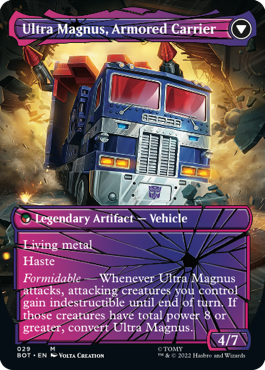 Ultra Magnus, Armored Carrier
Legendary Artifact — Vehicle
Living metal
Haste
Formidable — Whenever Ultra Magnus
attacks, attacking creatures you control
gain indestructible until end of turn. If
those creatures have total power 8 or
greater, convert Ultra Magnus.
4/7
029 M
BOT • EN Volta Creation
© TOMY
™ & © 2022 Hasbro and Wizards